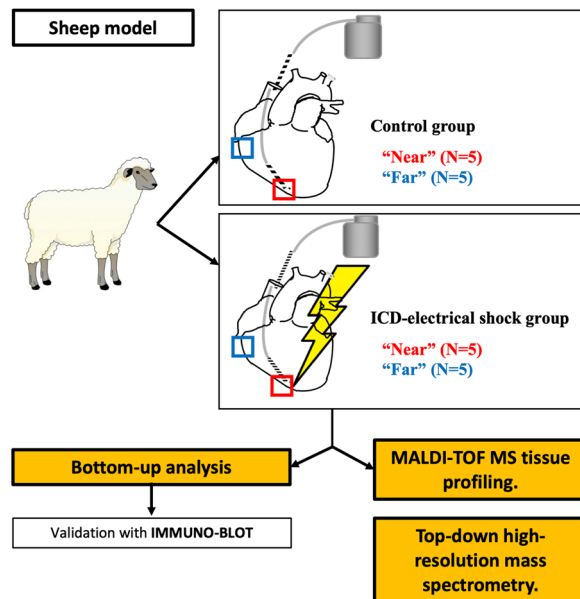 Sheep model
Control group
“Near” (N=5)
“Far” (N=5)
ICD-electrical shock group
“Near” (N=5)
“Far” (N=5)
Bottom-up analysis
MALDI-TOF MS tissue
profiling.
Validation with IMMUNO-BLOT
Top-down high-
resolution mass
spectrometry.